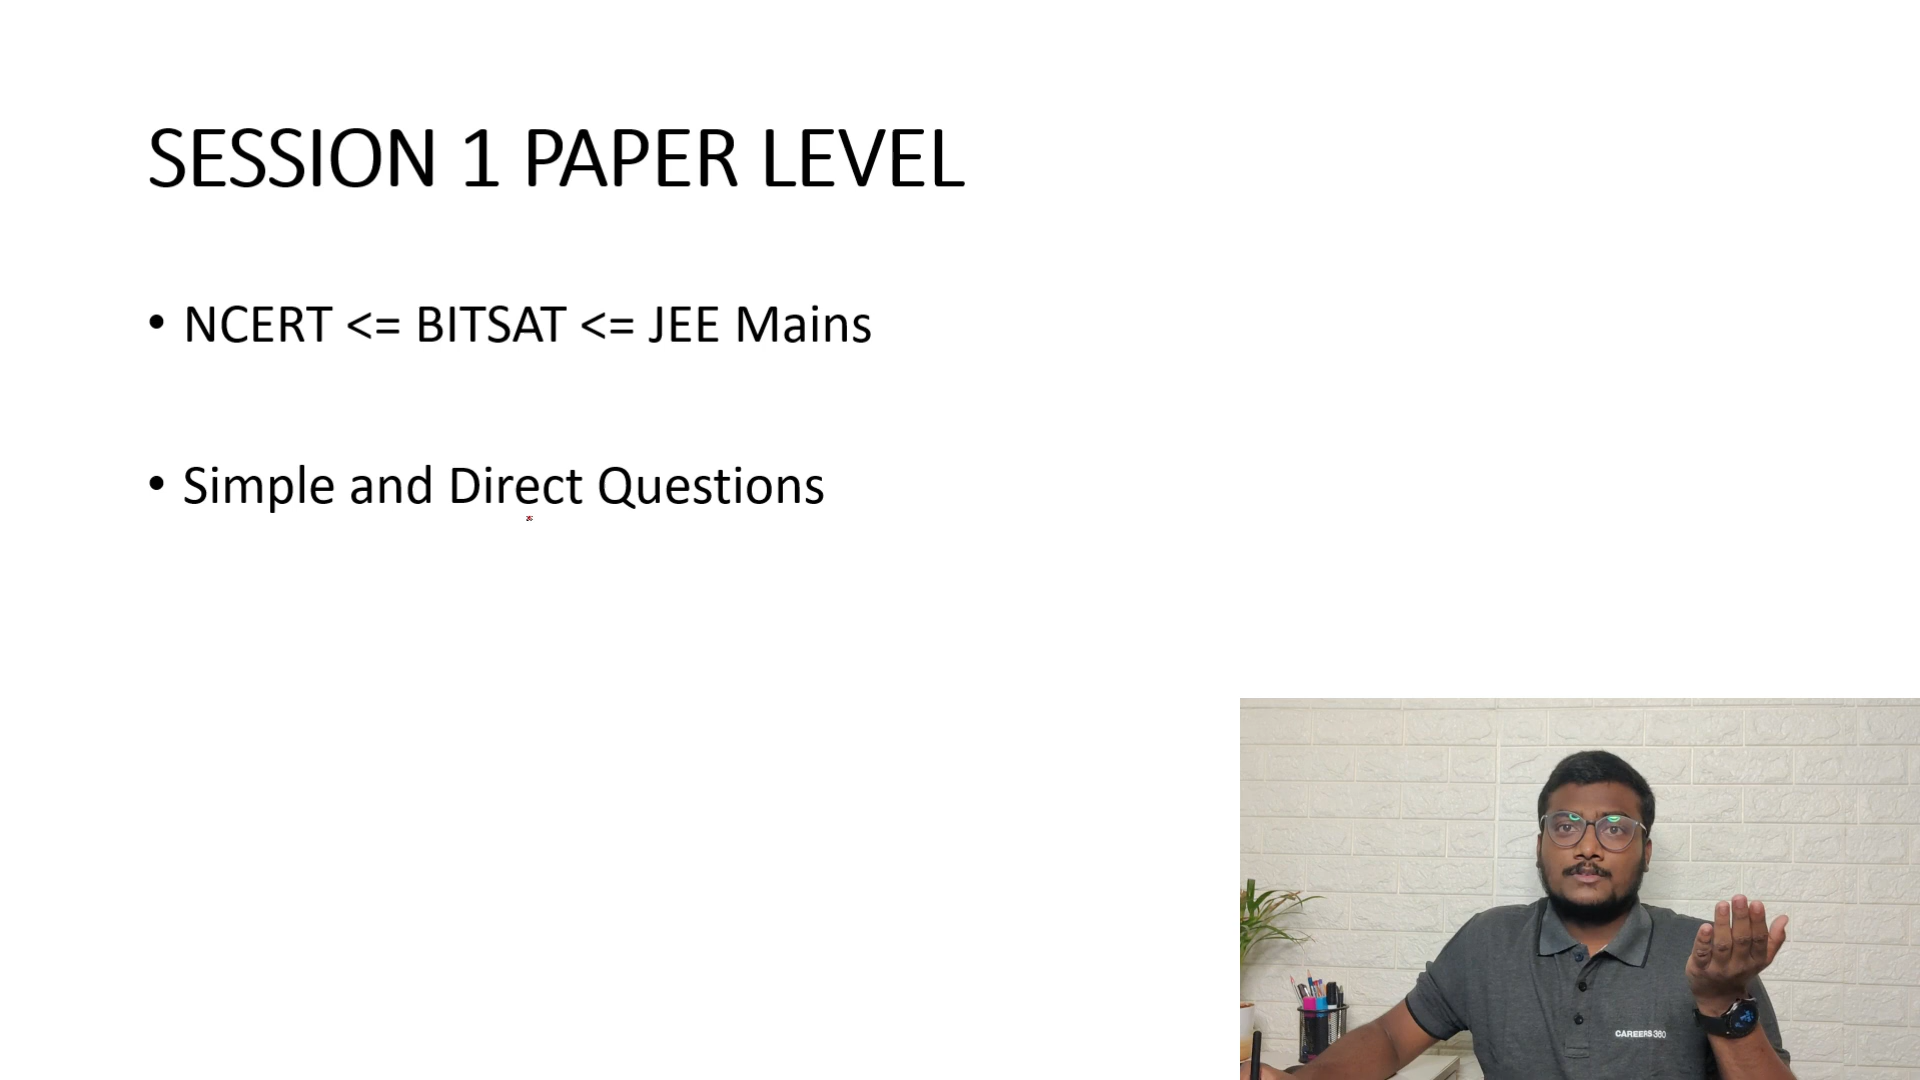 SESSION 1 PAPER LEVEL
• NCERT <= BITSAT <= JEE Mains
• Simple and Direct Questions
CAREERS360